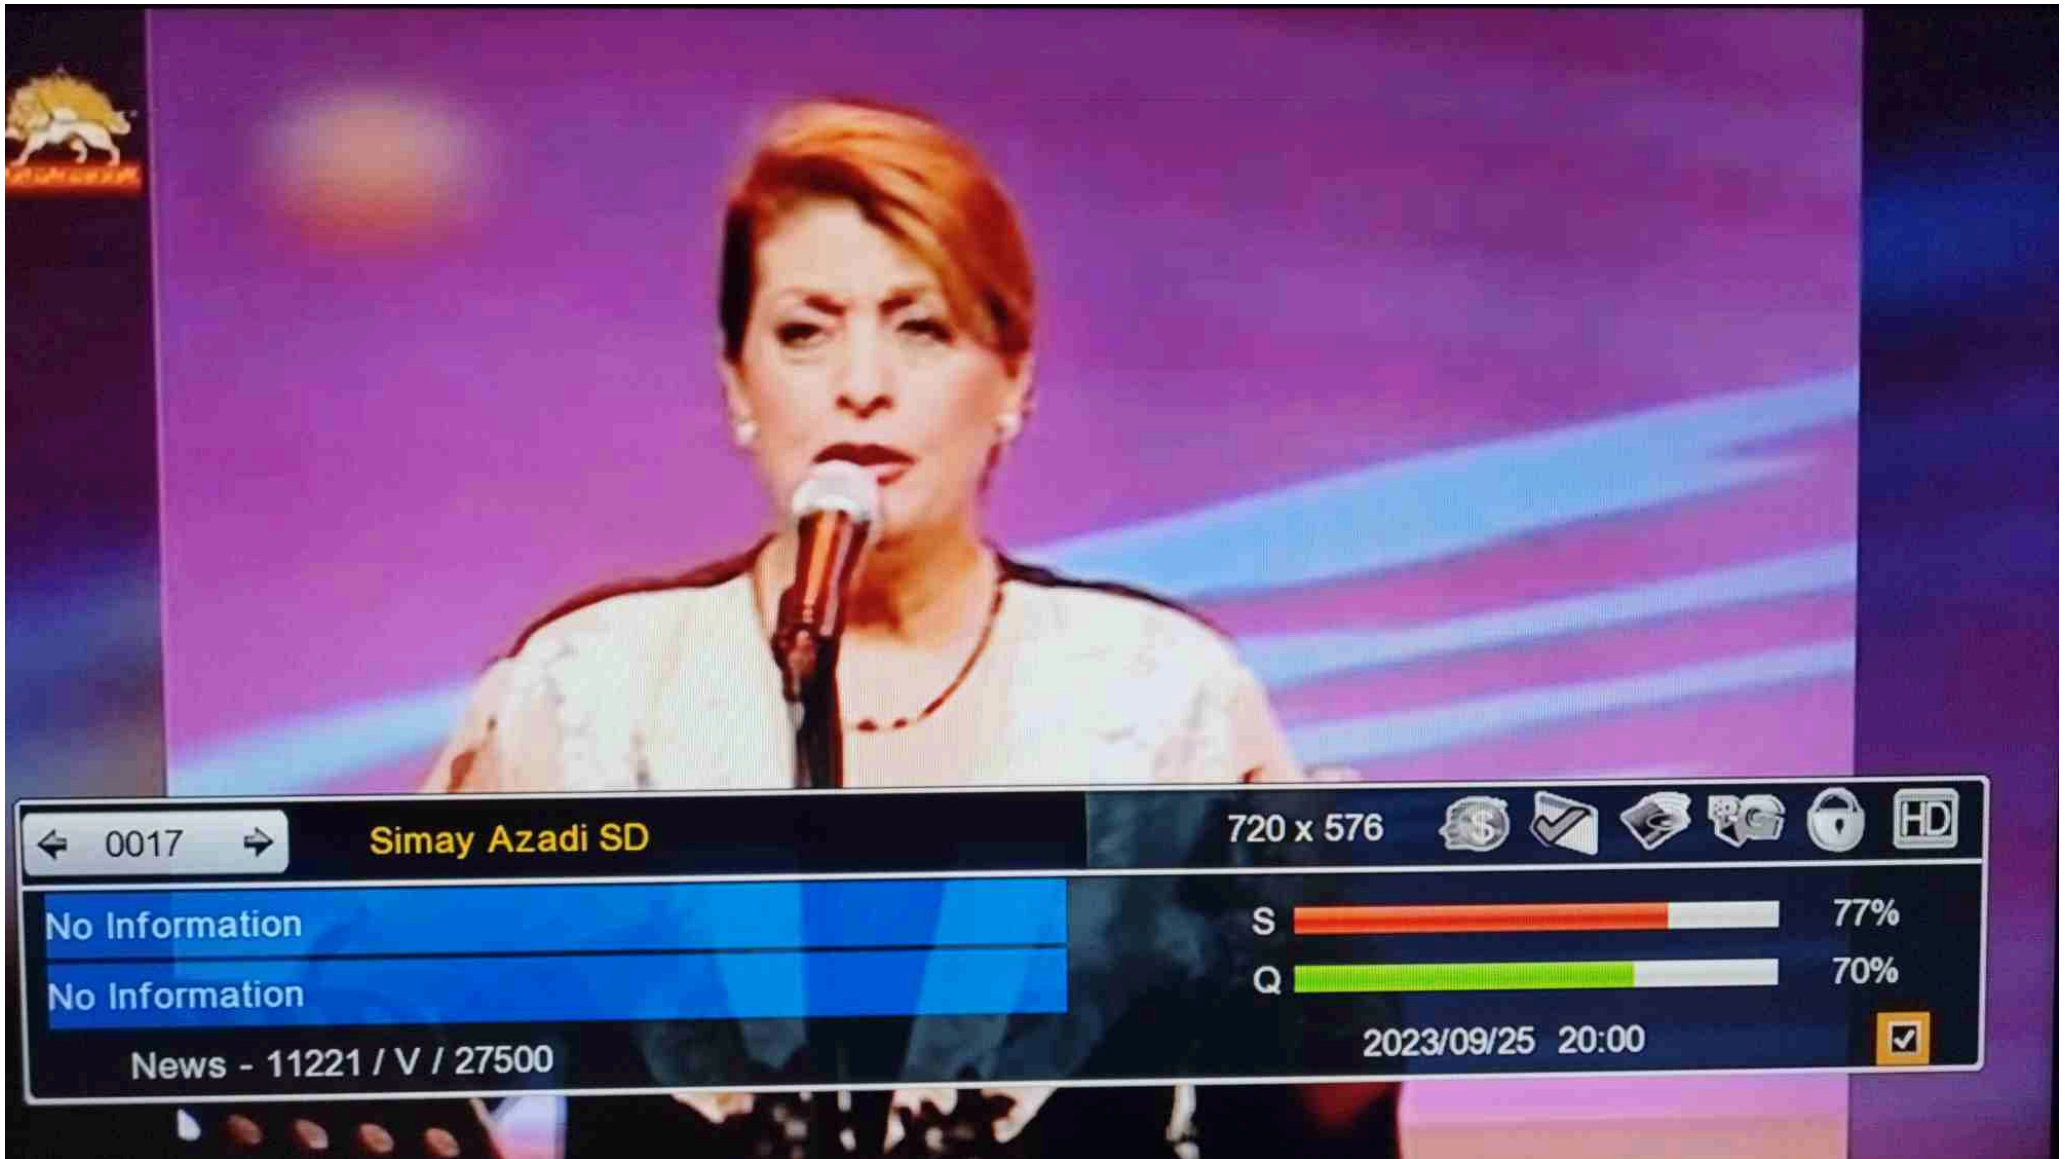 0017
Simay Azadi SD
720 x 576
HD
No Information
S 77%
No Information
Q 70%
2023/09/25 20:00
News - 11221 / V / 27500